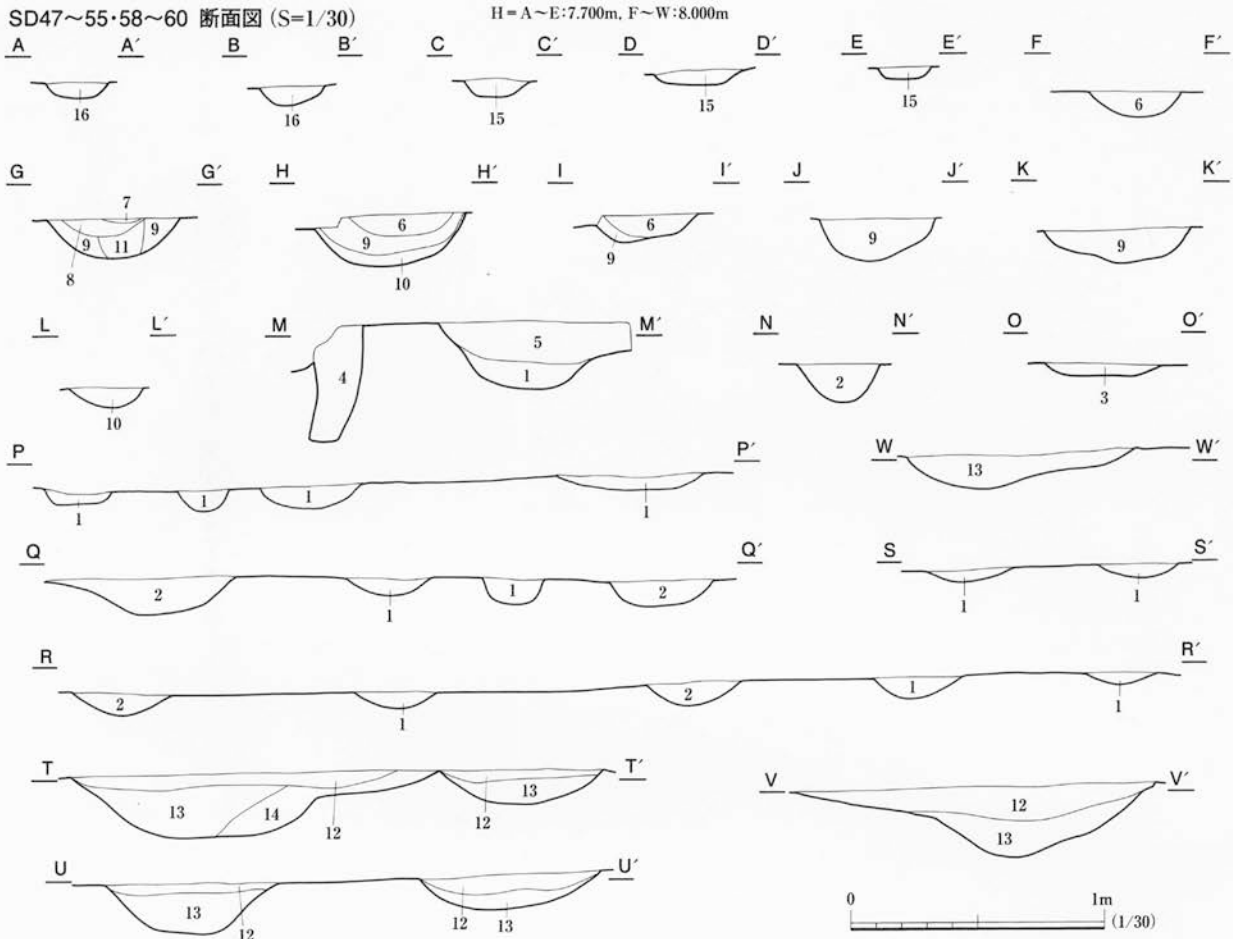 SD47～55･58～60 断面図 (S=1/30)
H=A～E:7.700m, F～W:8.000m
A A′ B B′ C C′ D D′ E E′ F F′
16 16 15 15 15 6
G G′ H H′ I I′ J J′ K K′
7
6 6
9 11 9 9 9 9
8 9
10
L L′ M M′ N N′ O O′
5
4 1 2
10 3
P P′ W W′
13
1 1 1 1
Q Q′ S S′
2 1 1 2 1 1
R R′
2 1 2 1 1
T T′ V V′
13 14 12 12 13
12
13
U U′
13 12 12 13
0 1m
(1/30)